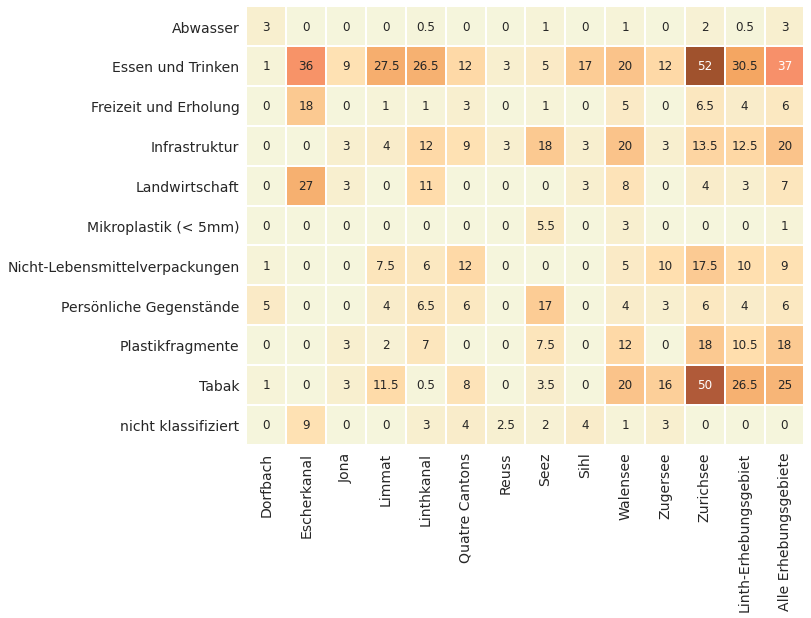 Abwasser 3 0 0 0 0.5 0 0 1 0 1 0 2 0.5 3
Essen und Trinken 1 36 9 27.5 26.5 12 3 5 17 20 12 52 30.5 37
Freizeit und Erholung 0 18 0 1 1 3 0 1 0 5 0 6.5 4 6
Infrastruktur 0 0 3 4 12 9 3 18 3 20 3 13.5 12.5 20
Landwirtschaft 0 27 3 0 11 0 0 0 3 8 0 4 3 7
Mikroplastik (< 5mm) 0 0 0 0 0 0 0 5.5 0 3 0 0 0 1
Nicht-Lebensmittelverpackungen 1 0 0 7.5 6 12 0 0 0 5 10 17.5 10 9
Persönliche Gegenstände 5 0 0 4 6.5 6 0 17 0 4 3 6 4 6
Plastikfragmente 0 0 3 2 7 0 0 7.5 0 12 0 18 10.5 18
Tabak 1 0 3 11.5 0.5 8 0 3.5 0 20 16 50 26.5 25
nicht klassifiziert 0 9 0 0 3 4 2.5 2 4 1 3 0 0 0
Dorfbach
Escherkanal
Jona
Limmat
Linthkanal
Quatre Cantons
Reuss
Seez
Sihl
Walensee
Zugersee
Zurichsee
Linth-Erhebungsgebiet
Alle Erhebungsgebiete